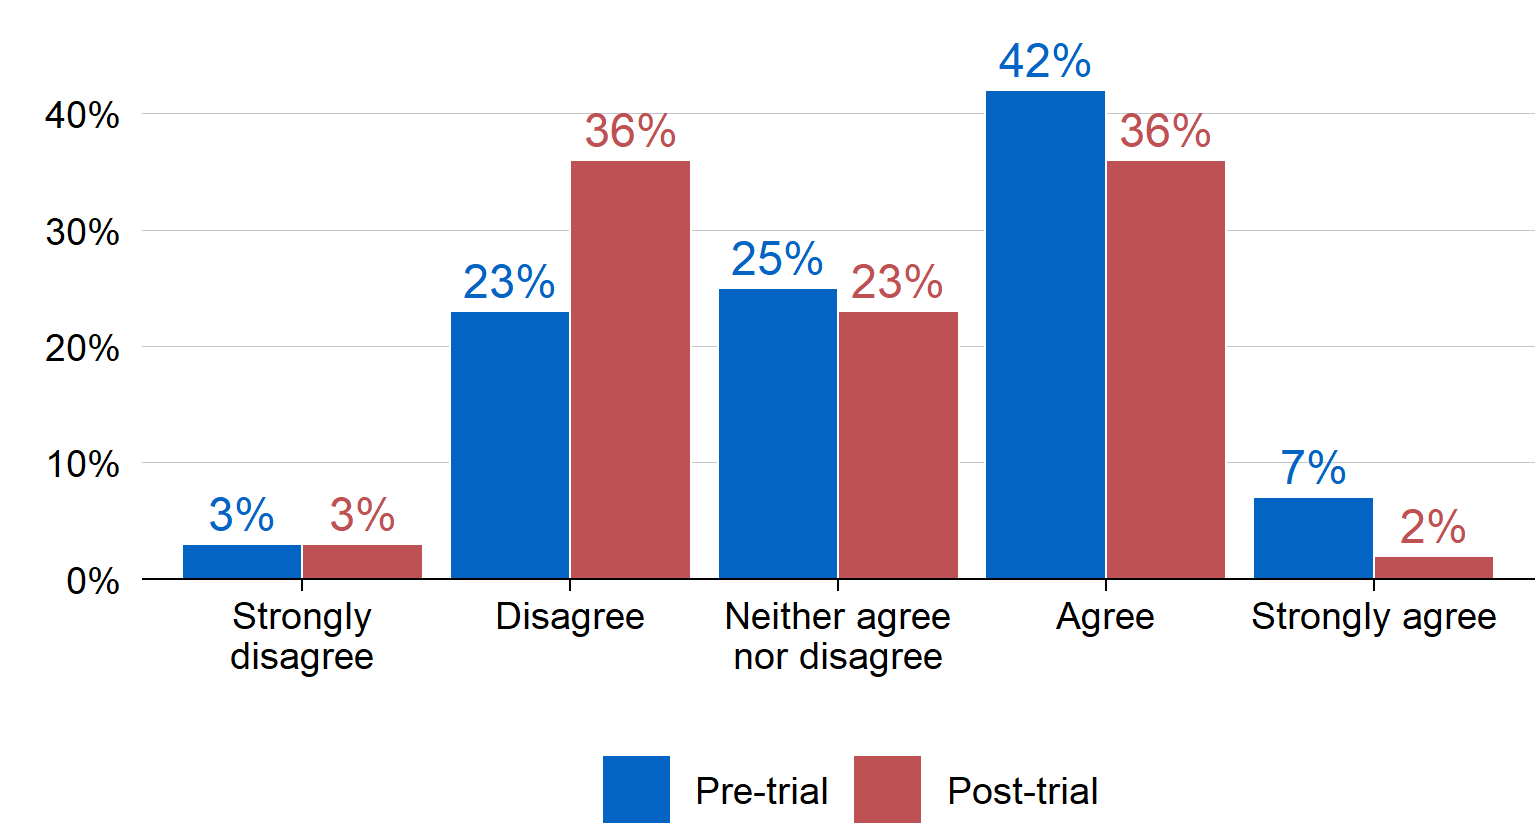 42%
40%
36%
36%
30%
25%
23%
23%
20%
10%
7%
3%
3%
2%
0%
Strongly
disagree
Disagree
Neither agree
nor disagree
Agree
Strongly agree
Pre-trial
Post-trial